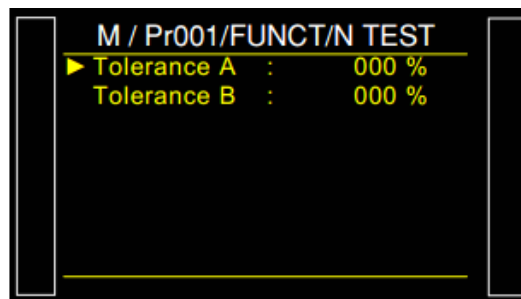 M / Pr001/FUNCT/N TEST
► Tolerance A : 000 %
Tolerance B : 000 %